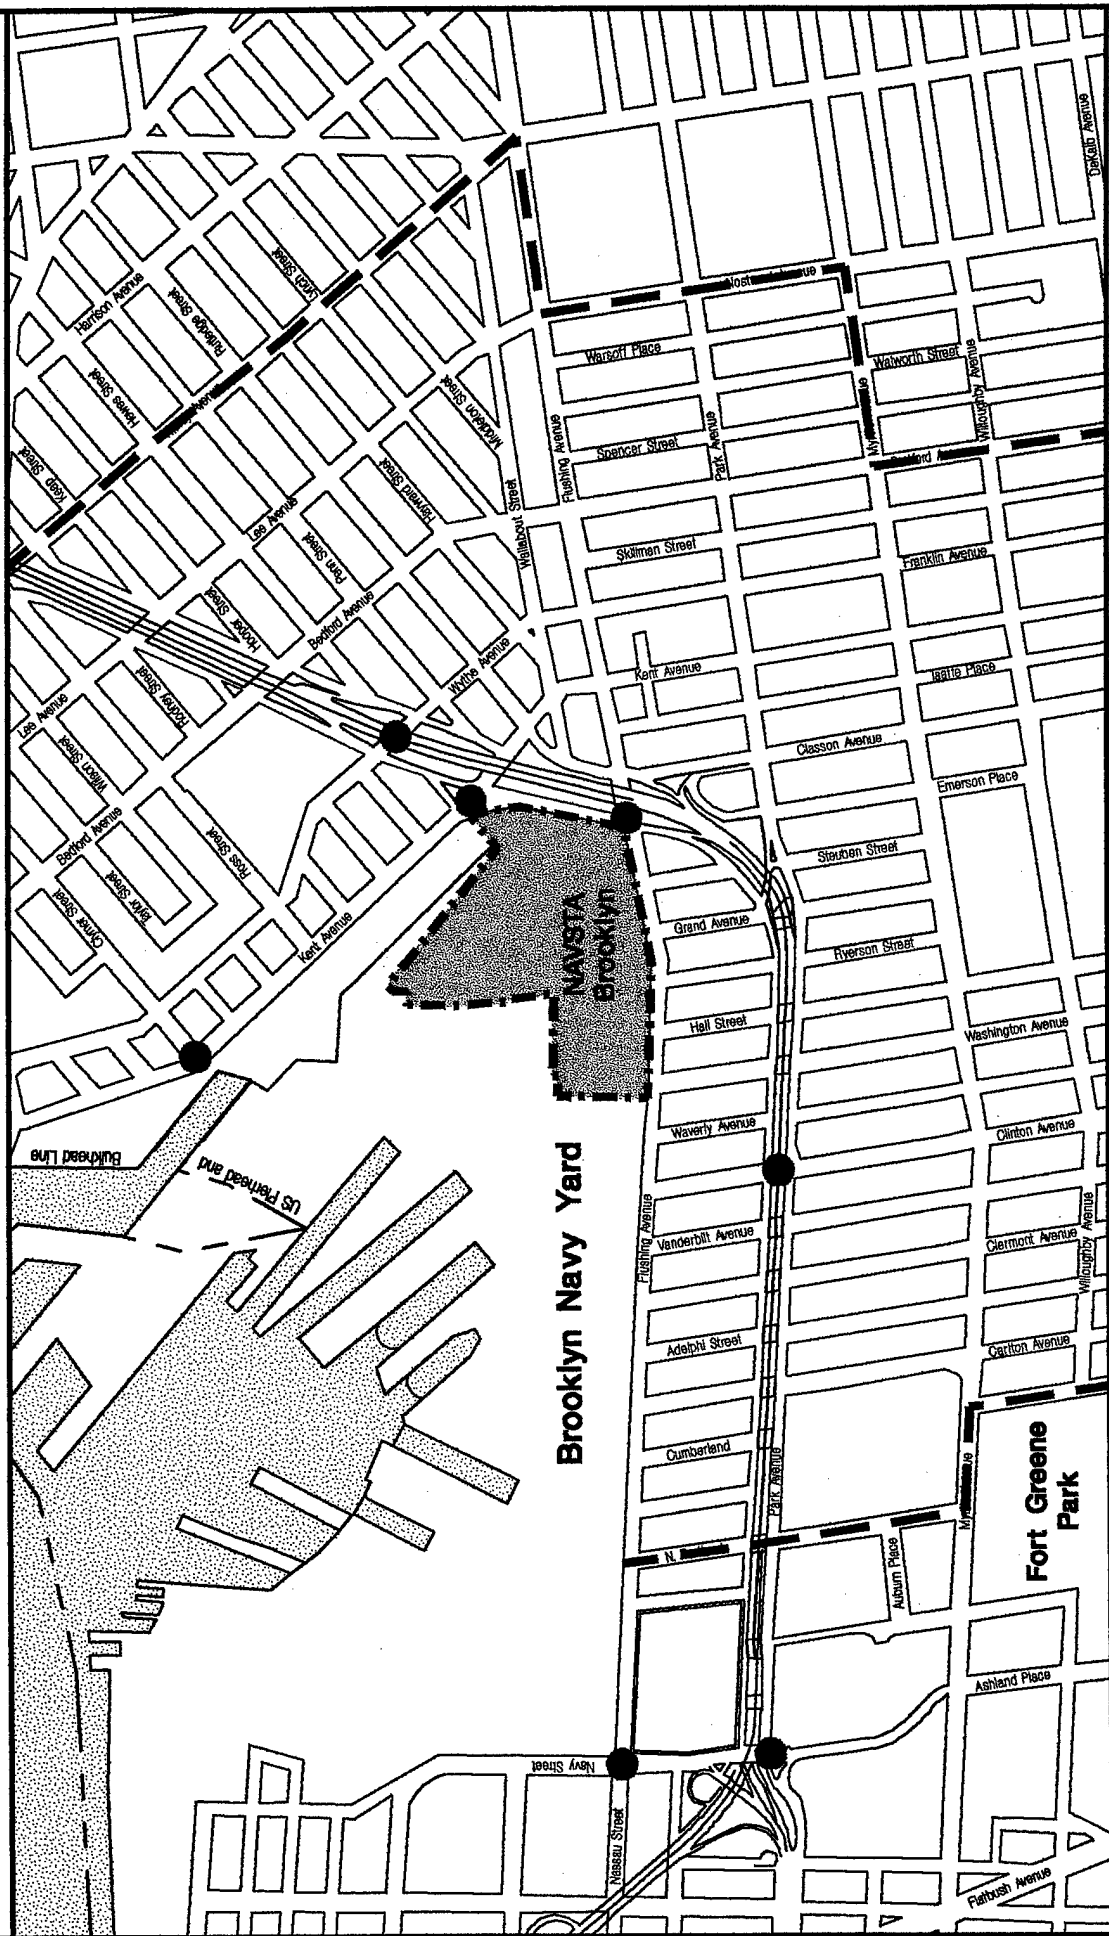 DeKalb Avenue
Harrison Avenue
Rutledge Street
Lynch Street
Hewes Street
Keap Street
Middleton Street
Warsoff Place
Walworth Street
Willoughby Avenue
Flushing Avenue
Spencer Street
Park Avenue
Lee Avenue
Heyward Street
Penn Street
Wallabout Street
Skillman Street
Franklin Avenue
Hooper Street
Bedford Avenue
Wythe Avenue
Kent Avenue
Taaffe Place
Rodney Street
Lee Avenue
Wilson Street
Bedford Avenue
Classon Avenue
Emerson Place
Ross Street
Taylor Street
Clymer Street
Steuben Street
Kent Avenue
NAVSTA
Brooklyn
Grand Avenue
Ryerson Street
Hall Street
Washington Avenue
Bulkhead Line
US Pierhead and
Brooklyn Navy Yard
Waverly Avenue
Clinton Avenue
Flushing Avenue
Vanderbilt Avenue
Clermont Avenue
Willoughby Avenue
Adelphi Street
Carlton Avenue
Cumberland
Park Avenue
Fort Greene
Park
N.
Auburn Place
Ashland Place
Navy Street
Nassau Street
Flatbush Avenue